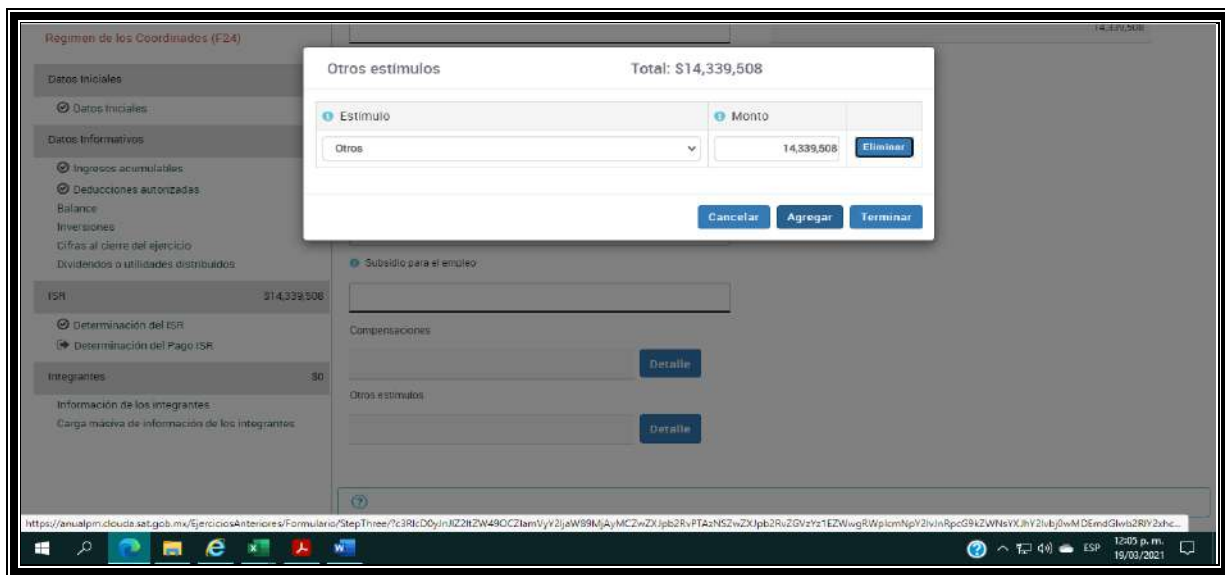 Regimen de los Coordinados (F24)
14,339,508
Datos Iniciales
Datos Iniciales
Datos Informativos
Ingresos acumulables
Deducciones autorizadas
Balance
Inversiones
Cifras al cierre del ejercicio
Dividendos o utilidades distribuidos
ISR $14,339,508
Determinación del ISR
Determinación del Pago ISR
Integrantes $0
Información de los integrantes
Carga másiva de información de los integrantes
Otros estímulos Total: $14,339,508
Estímulo Monto
Otros 14,339,508 Eliminar
Cancelar Agregar Terminar
Subsidio para el empleo
Compensaciones
Detalle
Otros estímulos
Detalle
ESP 12:05 p. m.
19/03/2021